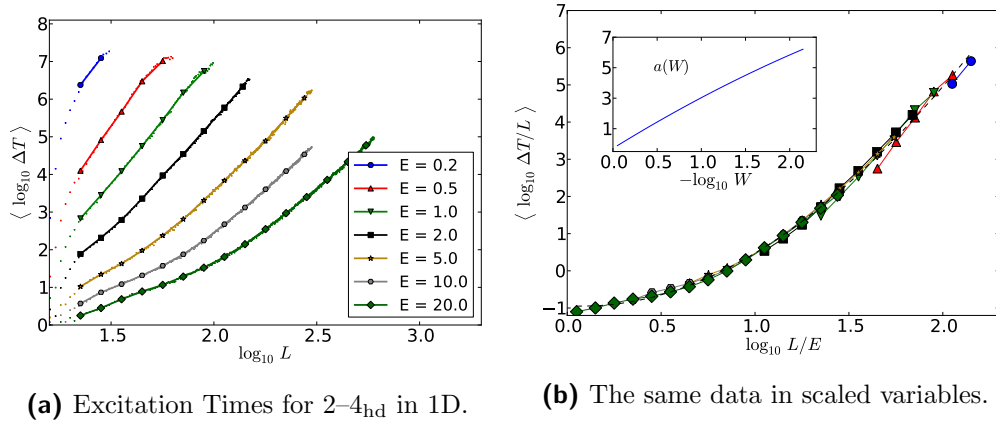 8
7
6
5
4
3
2
1
0
⟨ log₁₀ ΔT ⟩
1.5
2.0
2.5
3.0
log₁₀ L
E = 0.2
E = 0.5
E = 1.0
E = 2.0
E = 5.0
E = 10.0
E = 20.0
(a) Excitation Times for 2–4hd in 1D.
7
6
5
4
3
2
1
0
−1
⟨ log₁₀ ΔT/L ⟩
0.0
0.5
1.0
1.5
2.0
log₁₀ L/E
7
5
3
1
a(W)
0.0
0.5
1.0
1.5
2.0
−log₁₀ W
(b) The same data in scaled variables.